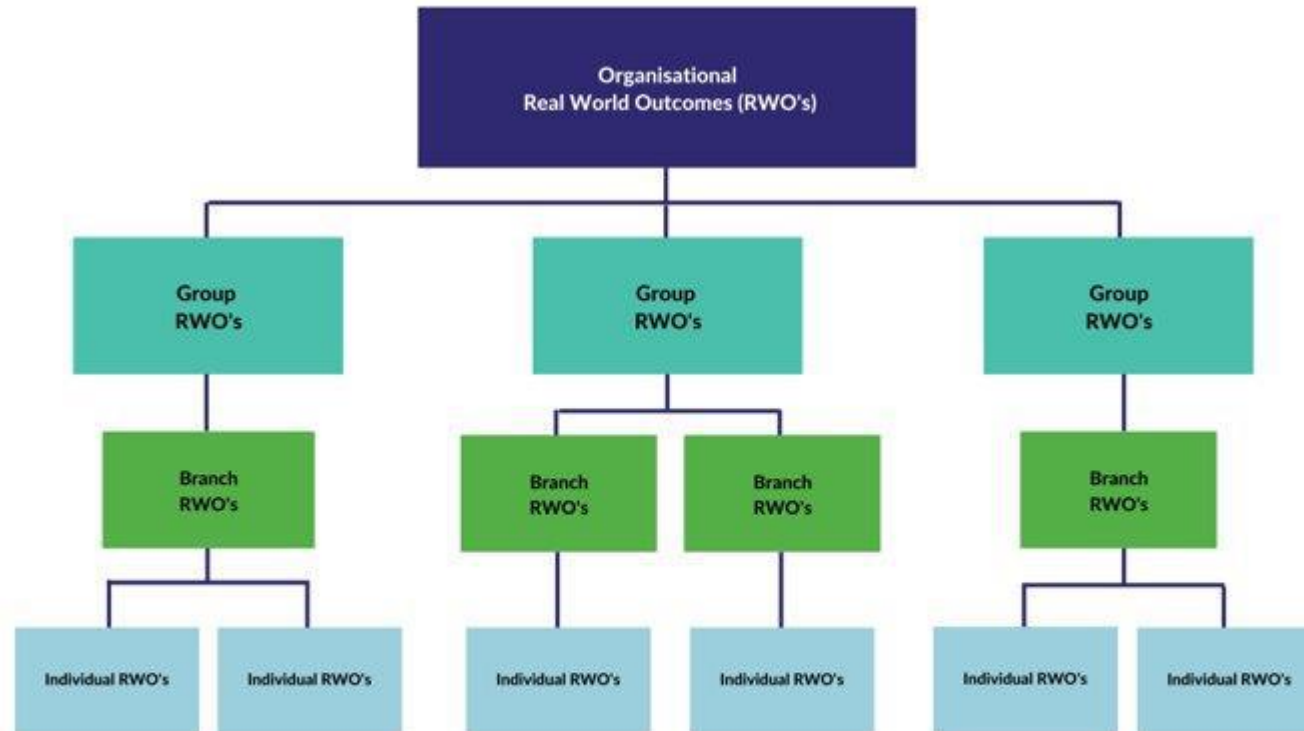 Organisational
Real World Outcomes (RWO's)
Group
RWO's
Group
RWO's
Group
RWO's
Branch
RWO's
Branch
RWO's
Branch
RWO's
Branch
RWO's
Individual RWO's
Individual RWO's
Individual RWO's
Individual RWO's
Individual RWO's
Individual RWO's